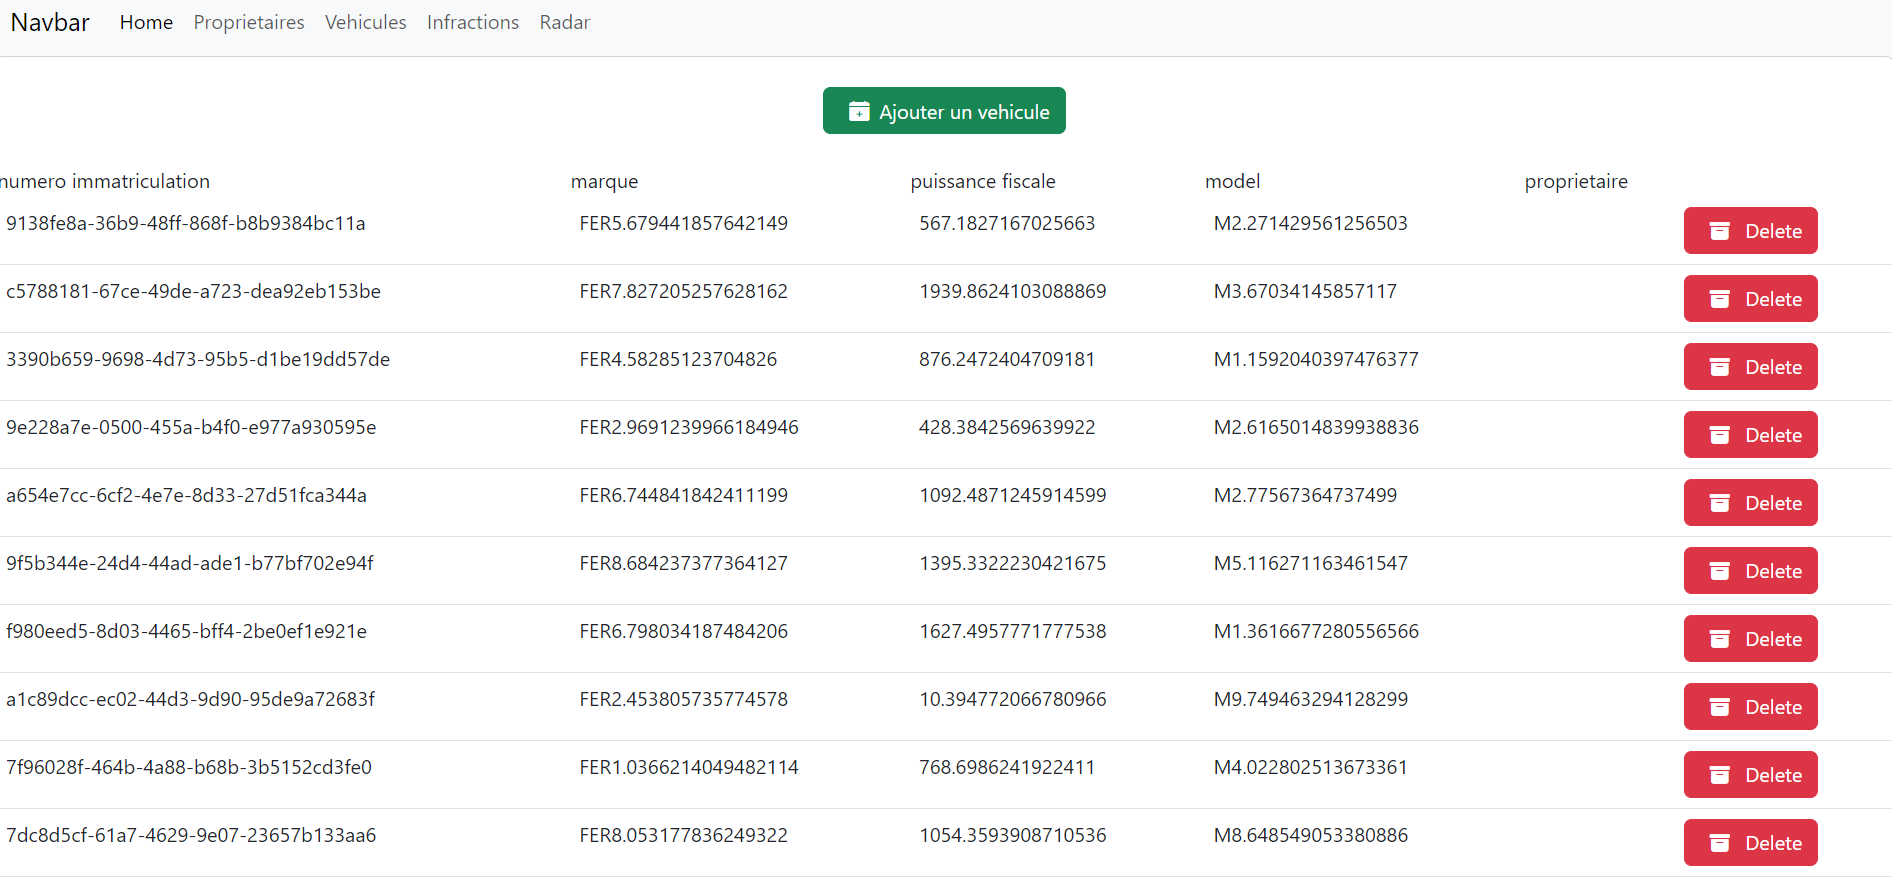 Navbar Home Proprietaires Vehicules Infractions Radar
Ajouter un vehicule
numero immatriculation marque puissance fiscale model proprietaire
9138fe8a-36b9-48ff-868f-b8b9384bc11a FER5.679441857642149 567.1827167025663 M2.271429561256503 Delete
c5788181-67ce-49de-a723-dea92eb153be FER7.827205257628162 1939.8624103088869 M3.67034145857117 Delete
3390b659-9698-4d73-95b5-d1be19dd57de FER4.58285123704826 876.2472404709181 M1.1592040397476377 Delete
9e228a7e-0500-455a-b4f0-e977a930595e FER2.9691239966184946 428.3842569639922 M2.6165014839938836 Delete
a654e7cc-6cf2-4e7e-8d33-27d51fca344a FER6.744841842411199 1092.4871245914599 M2.77567364737499 Delete
9f5b344e-24d4-44ad-ade1-b77bf702e94f FER8.684237377364127 1395.3322230421675 M5.116271163461547 Delete
f980eed5-8d03-4465-bff4-2be0ef1e921e FER6.798034187484206 1627.4957771777538 M1.3616677280556566 Delete
a1c89dcc-ec02-44d3-9d90-95de9a72683f FER2.453805735774578 10.394772066780966 M9.749463294128299 Delete
7f96028f-464b-4a88-b68b-3b5152cd3fe0 FER1.0366214049482114 768.6986241922411 M4.022802513673361 Delete
7dc8d5cf-61a7-4629-9e07-23657b133aa6 FER8.053177836249322 1054.3593908710536 M8.648549053380886 Delete